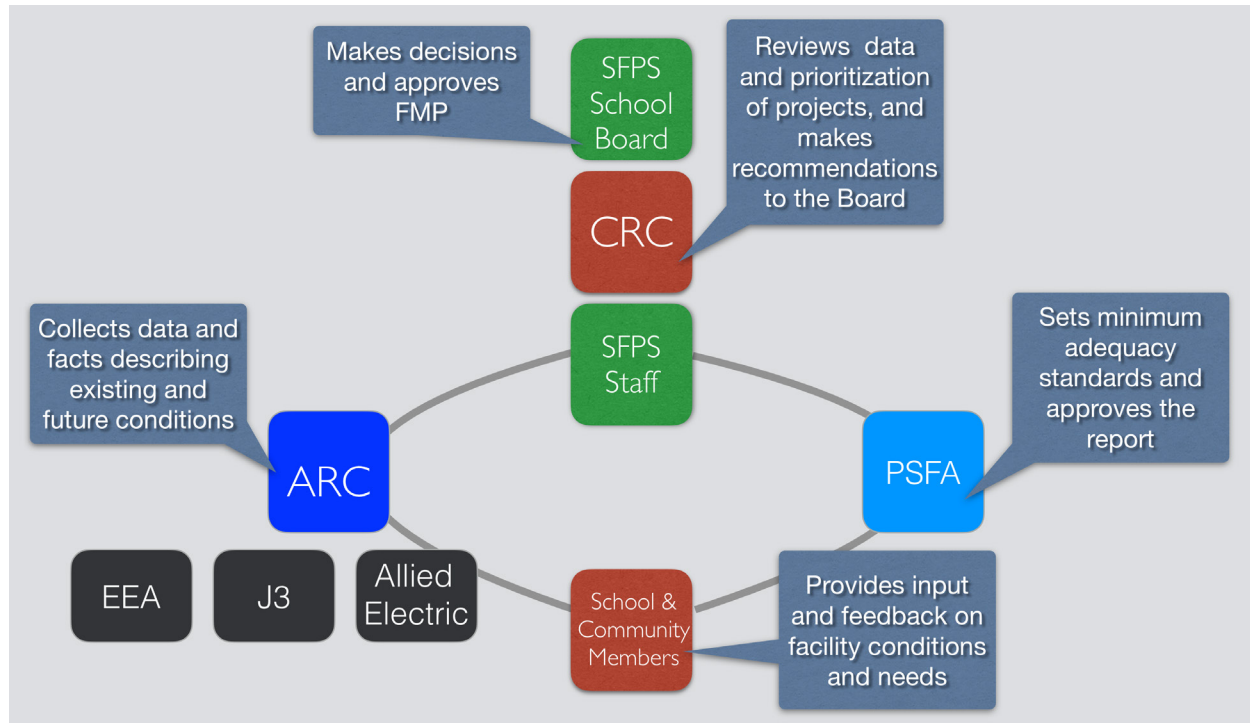 Makes decisions
and approves
FMP
SFPS
School
Board
Reviews data
and prioritization
of projects, and
makes
recommendations
to the Board
CRC
Collects data and
facts describing
existing and
future conditions
SFPS
Staff
Sets minimum
adequacy
standards and
approves the
report
ARC
PSFA
EEA
J3
Allied
Electric
School &
Community
Members
Provides input
and feedback on
facility conditions
and needs